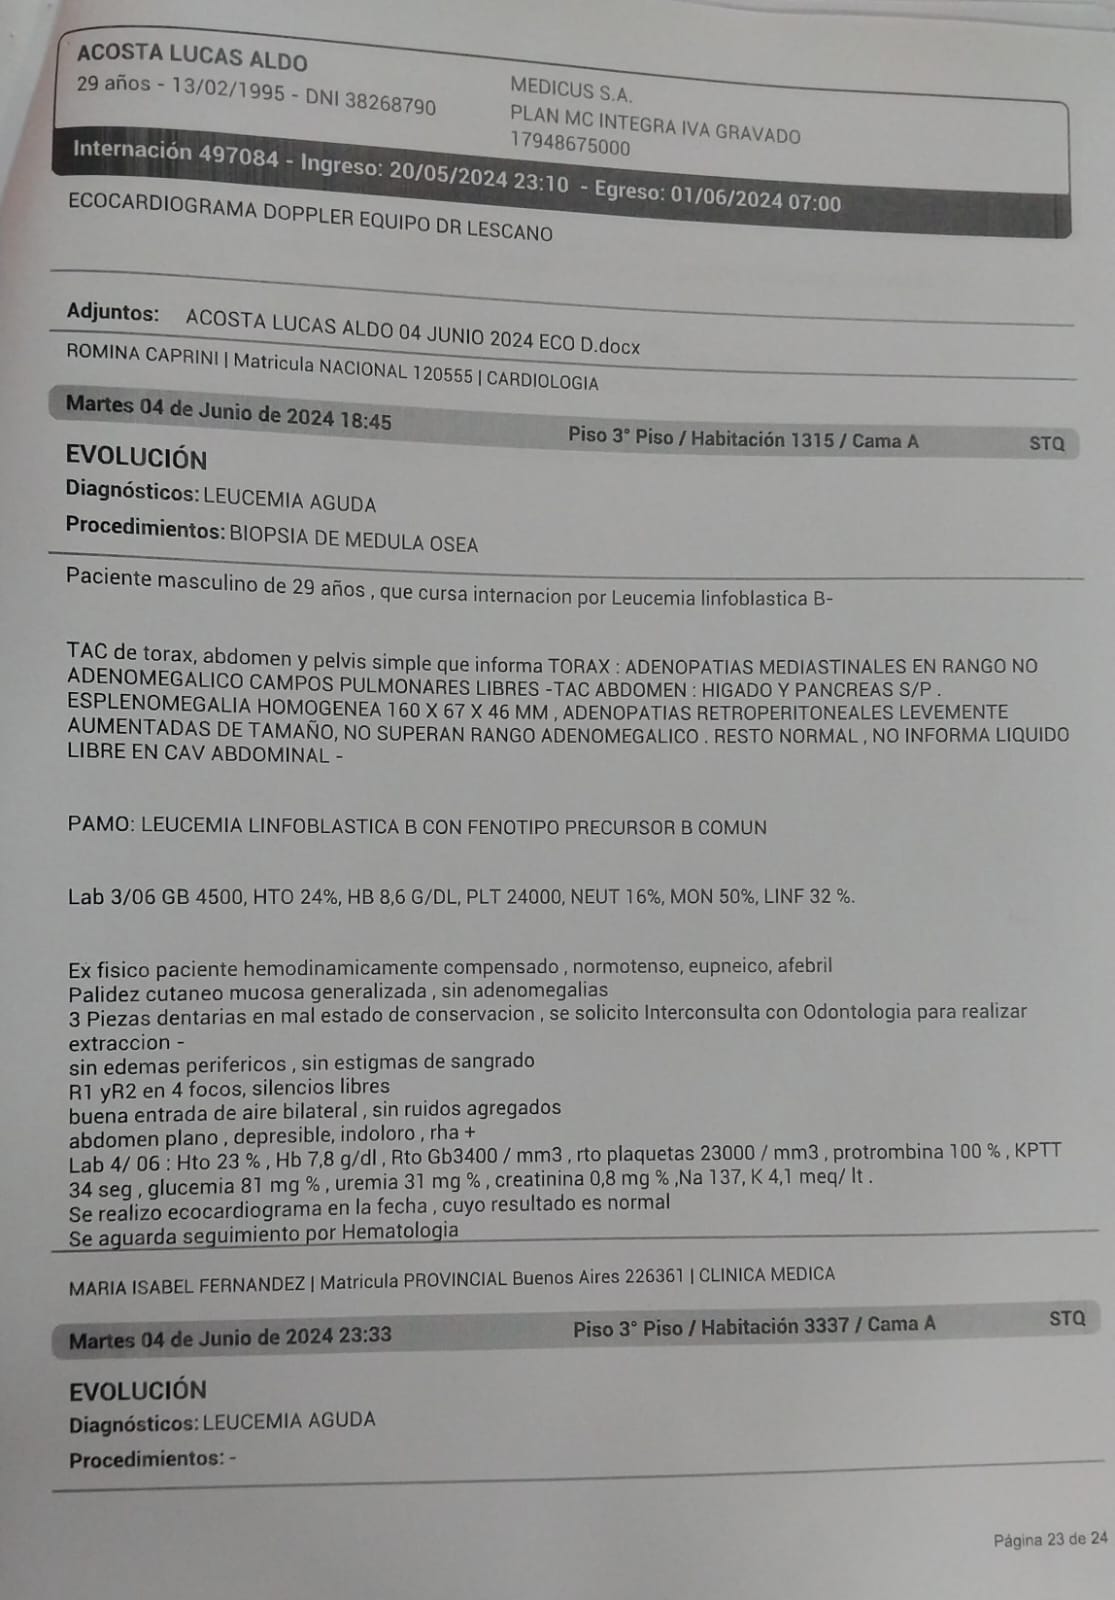 ACOSTA LUCAS ALDO
29 años - 13/02/1995 - DNI 38268790
MEDICUS S.A.
PLAN MC INTEGRA IVA GRAVADO
17948675000
Internación 497084 - Ingreso: 20/05/2024 23:10 - Egreso: 01/06/2024 07:00
ECOCARDIOGRAMA DOPPLER EQUIPO DR LESCANO
Adjuntos: ACOSTA LUCAS ALDO 04 JUNIO 2024 ECO D.docx
ROMINA CAPRINI | Matricula NACIONAL 120555 | CARDIOLOGIA
Martes 04 de Junio de 2024 18:45 Piso 3° Piso / Habitación 1315 / Cama A STQ
EVOLUCIÓN
Diagnósticos: LEUCEMIA AGUDA
Procedimientos: BIOPSIA DE MEDULA OSEA
Paciente masculino de 29 años , que cursa internacion por Leucemia linfoblastica B-
TAC de torax, abdomen y pelvis simple que informa TORAX : ADENOPATIAS MEDIASTINALES EN RANGO NO
ADENOMEGALICO CAMPOS PULMONARES LIBRES -TAC ABDOMEN : HIGADO Y PANCREAS S/P .
ESPLENOMEGALIA HOMOGENEA 160 X 67 X 46 MM , ADENOPATIAS RETROPERITONEALES LEVEMENTE
AUMENTADAS DE TAMAÑO, NO SUPERAN RANGO ADENOMEGALICO . RESTO NORMAL , NO INFORMA LIQUIDO
LIBRE EN CAV ABDOMINAL -
PAMO: LEUCEMIA LINFOBLASTICA B CON FENOTIPO PRECURSOR B COMUN
Lab 3/06 GB 4500, HTO 24%, HB 8,6 G/DL, PLT 24000, NEUT 16%, MON 50%, LINF 32 %.
Ex fisico paciente hemodinamicamente compensado , normotenso, eupneico, afebril
Palidez cutaneo mucosa generalizada , sin adenomegalias
3 Piezas dentarias en mal estado de conservacion , se solicito Interconsulta con Odontologia para realizar
extraccion -
sin edemas perifericos , sin estigmas de sangrado
R1 yR2 en 4 focos, silencios libres
buena entrada de aire bilateral , sin ruidos agregados
abdomen plano , depresible, indoloro , rha +
Lab 4/ 06 : Hto 23 % , Hb 7,8 g/dl , Rto Gb3400 / mm3 , rto plaquetas 23000 / mm3 , protrombina 100 % , KPTT
34 seg , glucemia 81 mg % , uremia 31 mg % , creatinina 0,8 mg % ,Na 137, K 4,1 meq/ lt .
Se realizo ecocardiograma en la fecha , cuyo resultado es normal
Se aguarda seguimiento por Hematologia
MARIA ISABEL FERNANDEZ | Matricula PROVINCIAL Buenos Aires 226361 | CLINICA MEDICA
Martes 04 de Junio de 2024 23:33 Piso 3° Piso / Habitación 3337 / Cama A STQ
EVOLUCIÓN
Diagnósticos: LEUCEMIA AGUDA
Procedimientos: -
Página 23 de 24